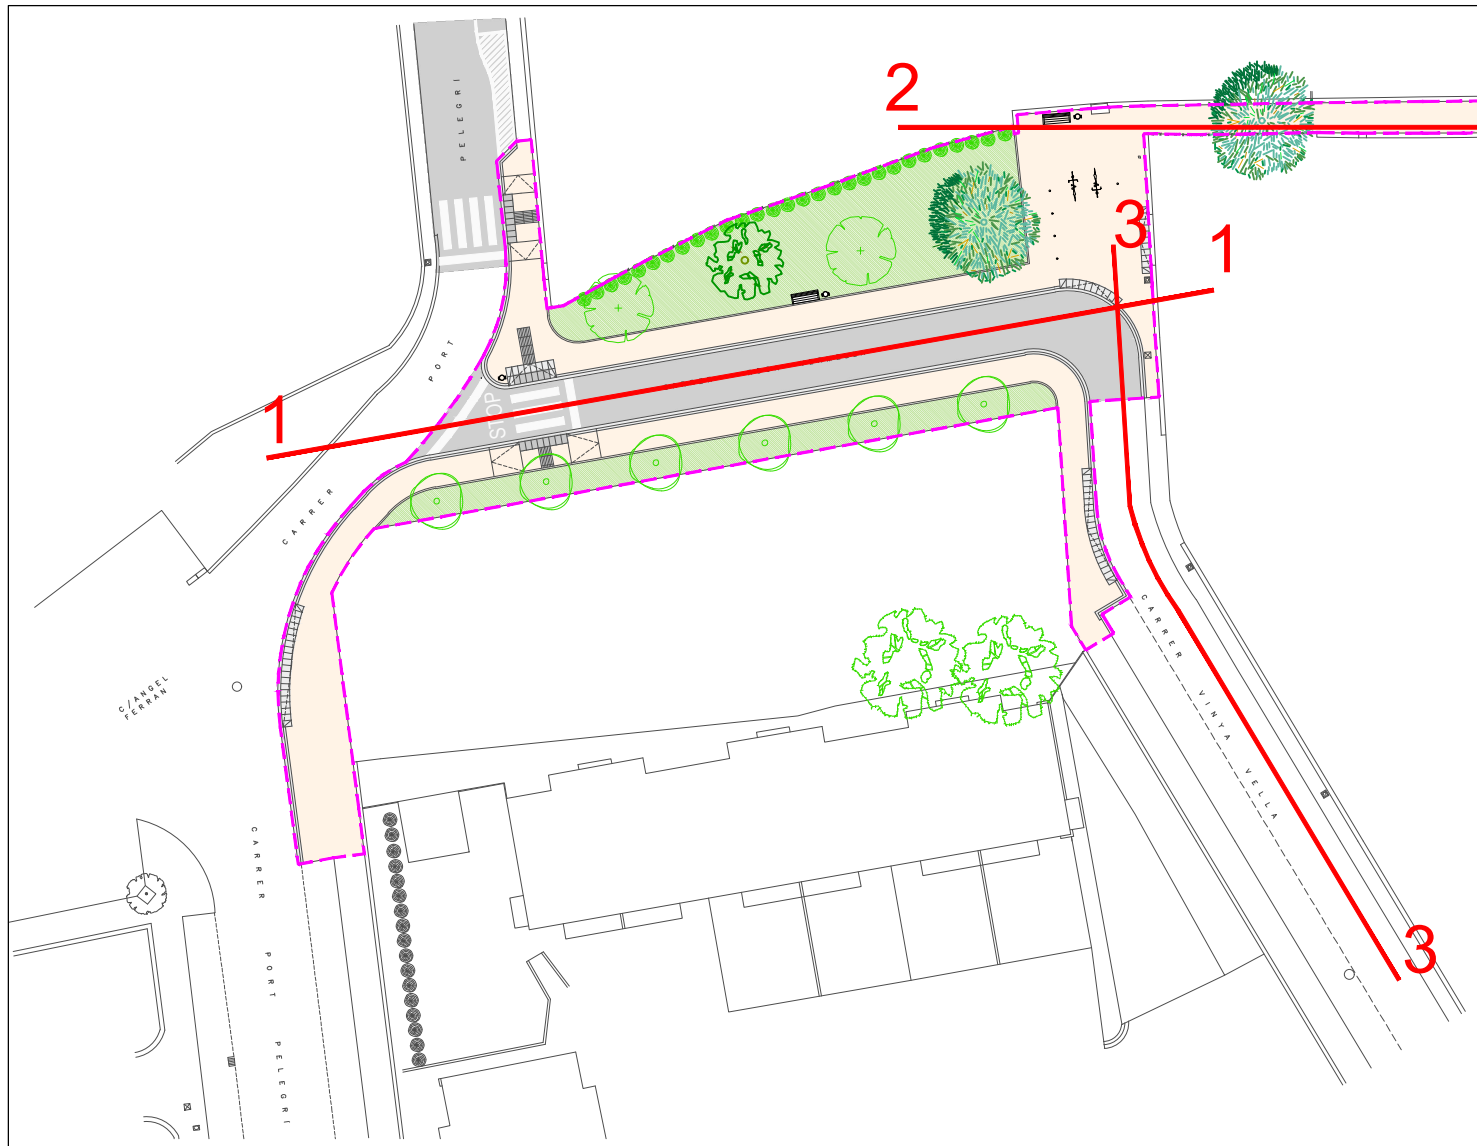 PELEGRI
2
3
1
CARRER PORT
STOP
1
CARRER VINYA VELLA
C/ANGEL
FERRAN
CARRER PORT PELEGRI
3